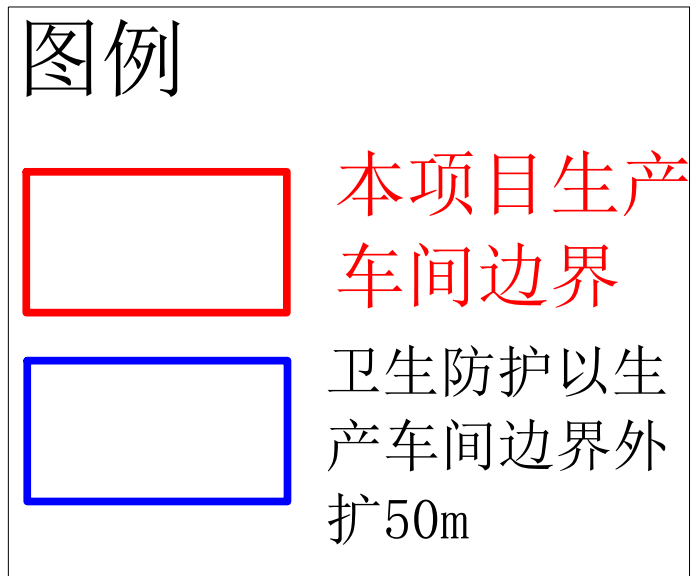 图例
本项目生产
车间边界
卫生防护以生
产车间边界外
扩50m